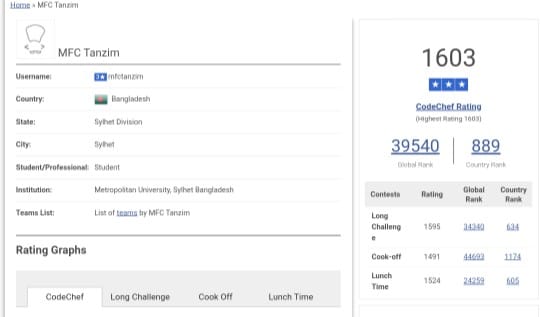 Home » MFC Tanzim
MFC Tanzim
Username: 3★ mfctanzim
Country: Bangladesh
State: Sylhet Division
City: Sylhet
Student/Professional: Student
Institution: Metropolitan University, Sylhet Bangladesh
Teams List: List of teams by MFC Tanzim
Rating Graphs
CodeChef Long Challenge Cook Off Lunch Time
1603
★ ★ ★
CodeChef Rating
(Highest Rating 1603)
39540 889
Global Rank Country Rank
Contests Rating Global Rank Country Rank
Long Challenge 1595 34340 634
Cook-off 1491 44693 1174
Lunch Time 1524 24259 605